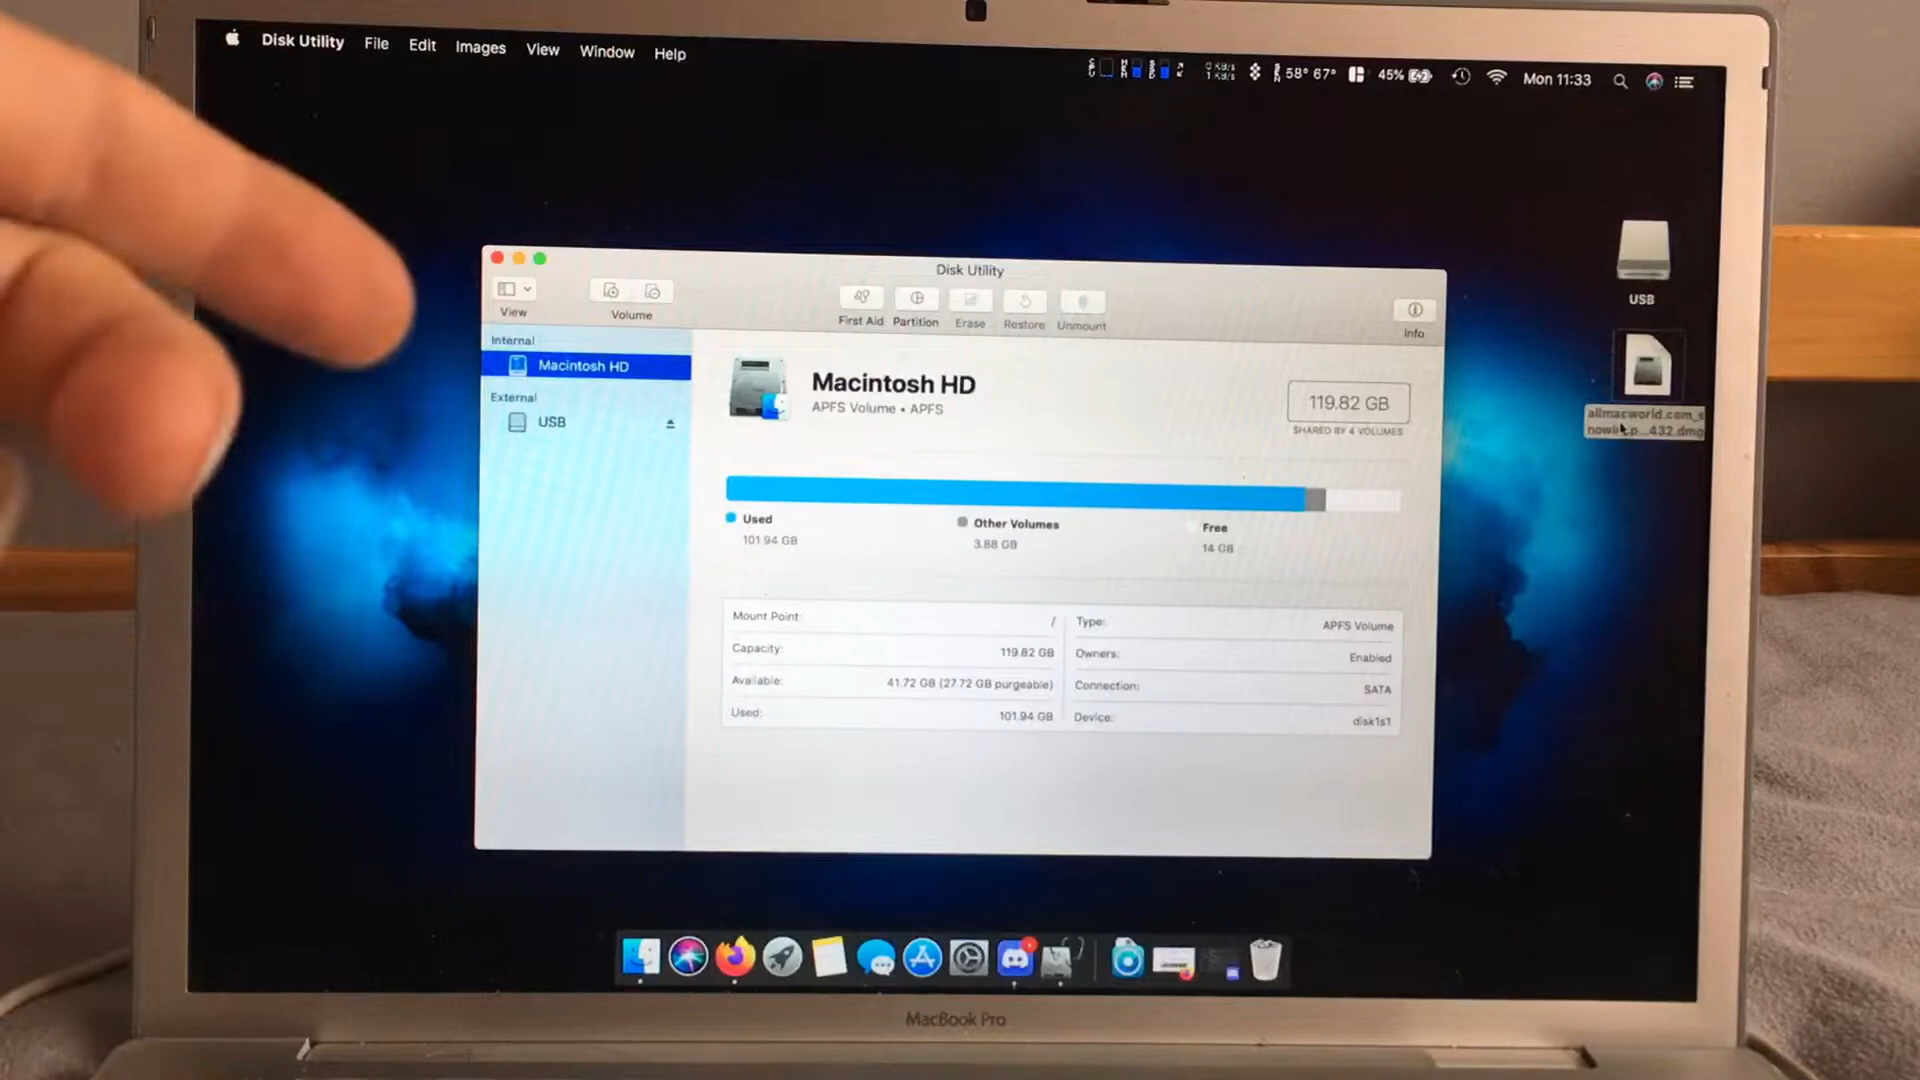 Disk Utility File Edit Images View Window Help
58° 67° 45% Mon 11:33
USB
allmacworld.com_s
432.dmg
Disk Utility
View Volume First Aid Partition Erase Restore Unmount Info
Internal
Macintosh HD
External
USB
Macintosh HD
APFS Volume • APFS
119.82 GB
SHARED BY 4 VOLUMES
Used
101.94 GB
Other Volumes
3.88 GB
Free
14 GB
Mount Point: /
Capacity: 119.82 GB
Available: 41.72 GB (27.72 GB purgeable)
Used: 101.94 GB
Type: APFS Volume
Owners: Enabled
Connection: SATA
Device: disk1s1
MacBook Pro